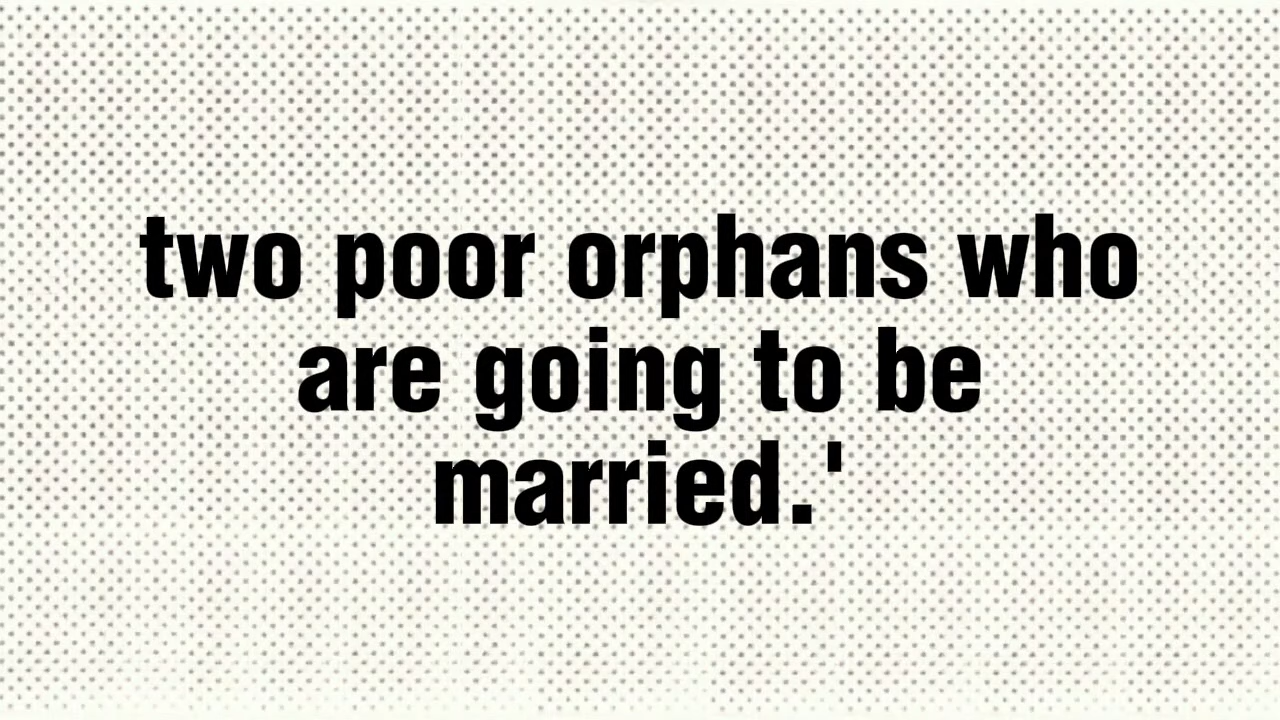 two poor orphans who
are going to be
married.'